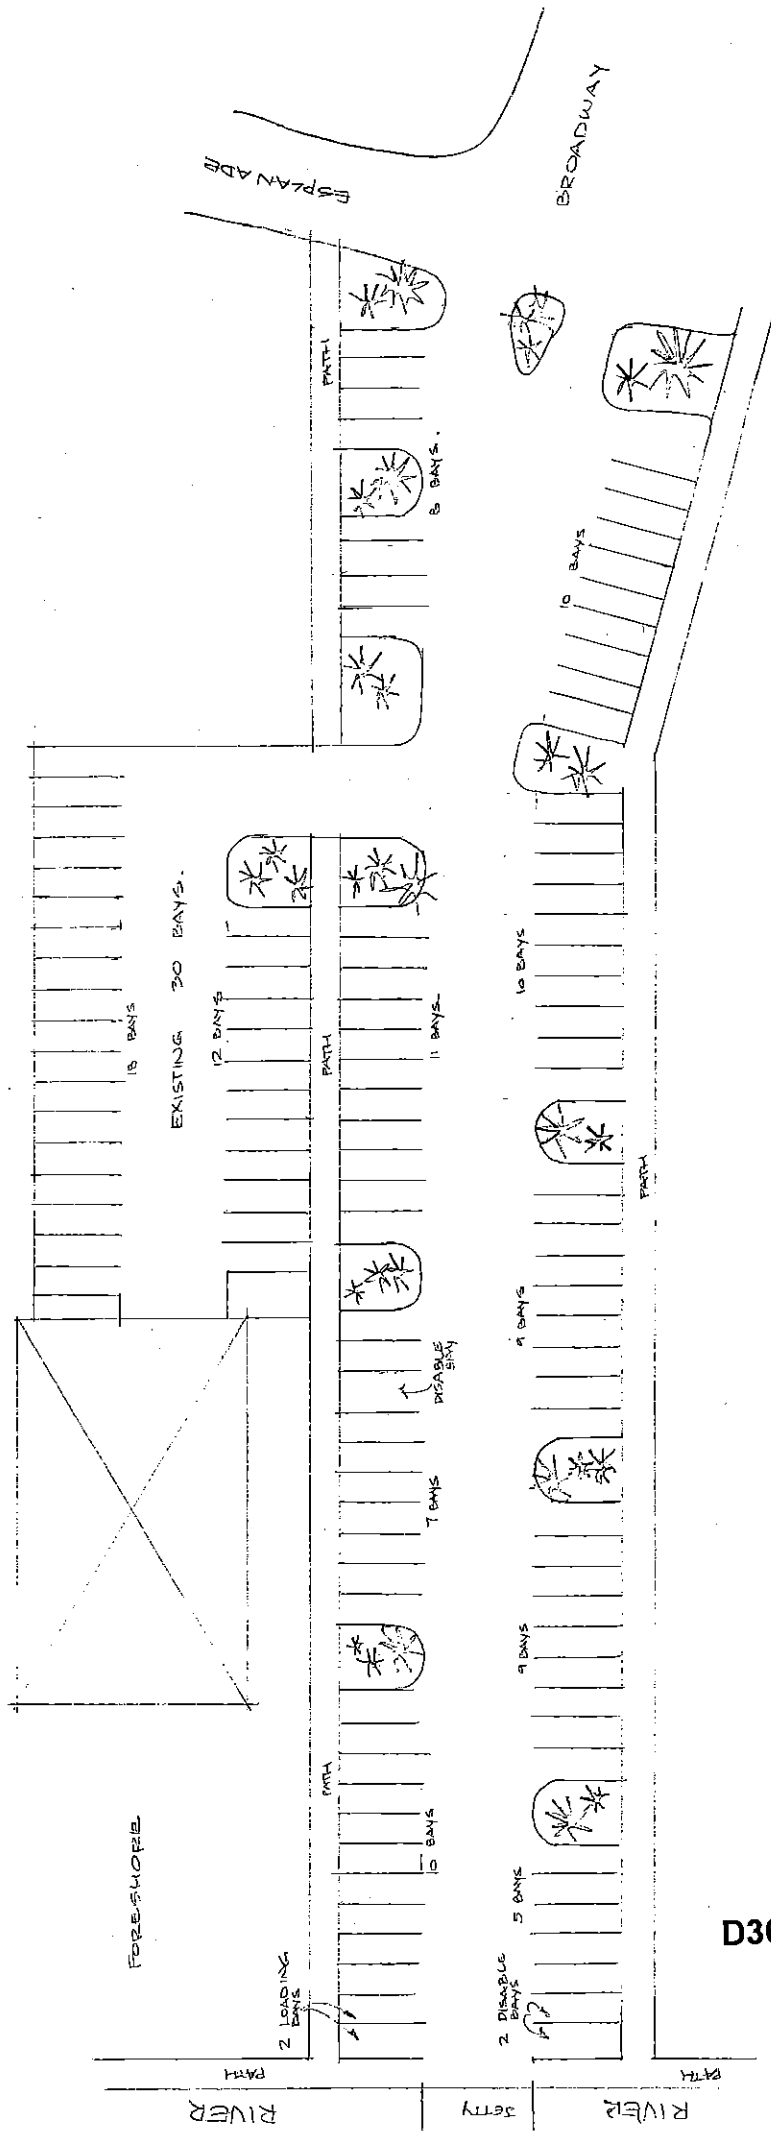 ESPLANADE
BROADWAY
PATH
8 BAYS.
10 BAYS
18 BAYS
EXISTING 30 BAYS.
12 BAYS
PATH
11 BAYS
10 BAYS
PATH
DISABLE
BAY
9 BAYS
7 BAYS
9 BAYS
FORESHORE
PATH
10 BAYS
5 BAYS
2 LOADING
BAYS
2 DISABLE
BAYS
D30
PATH
PATH
RIVER
JETTY
RIVER